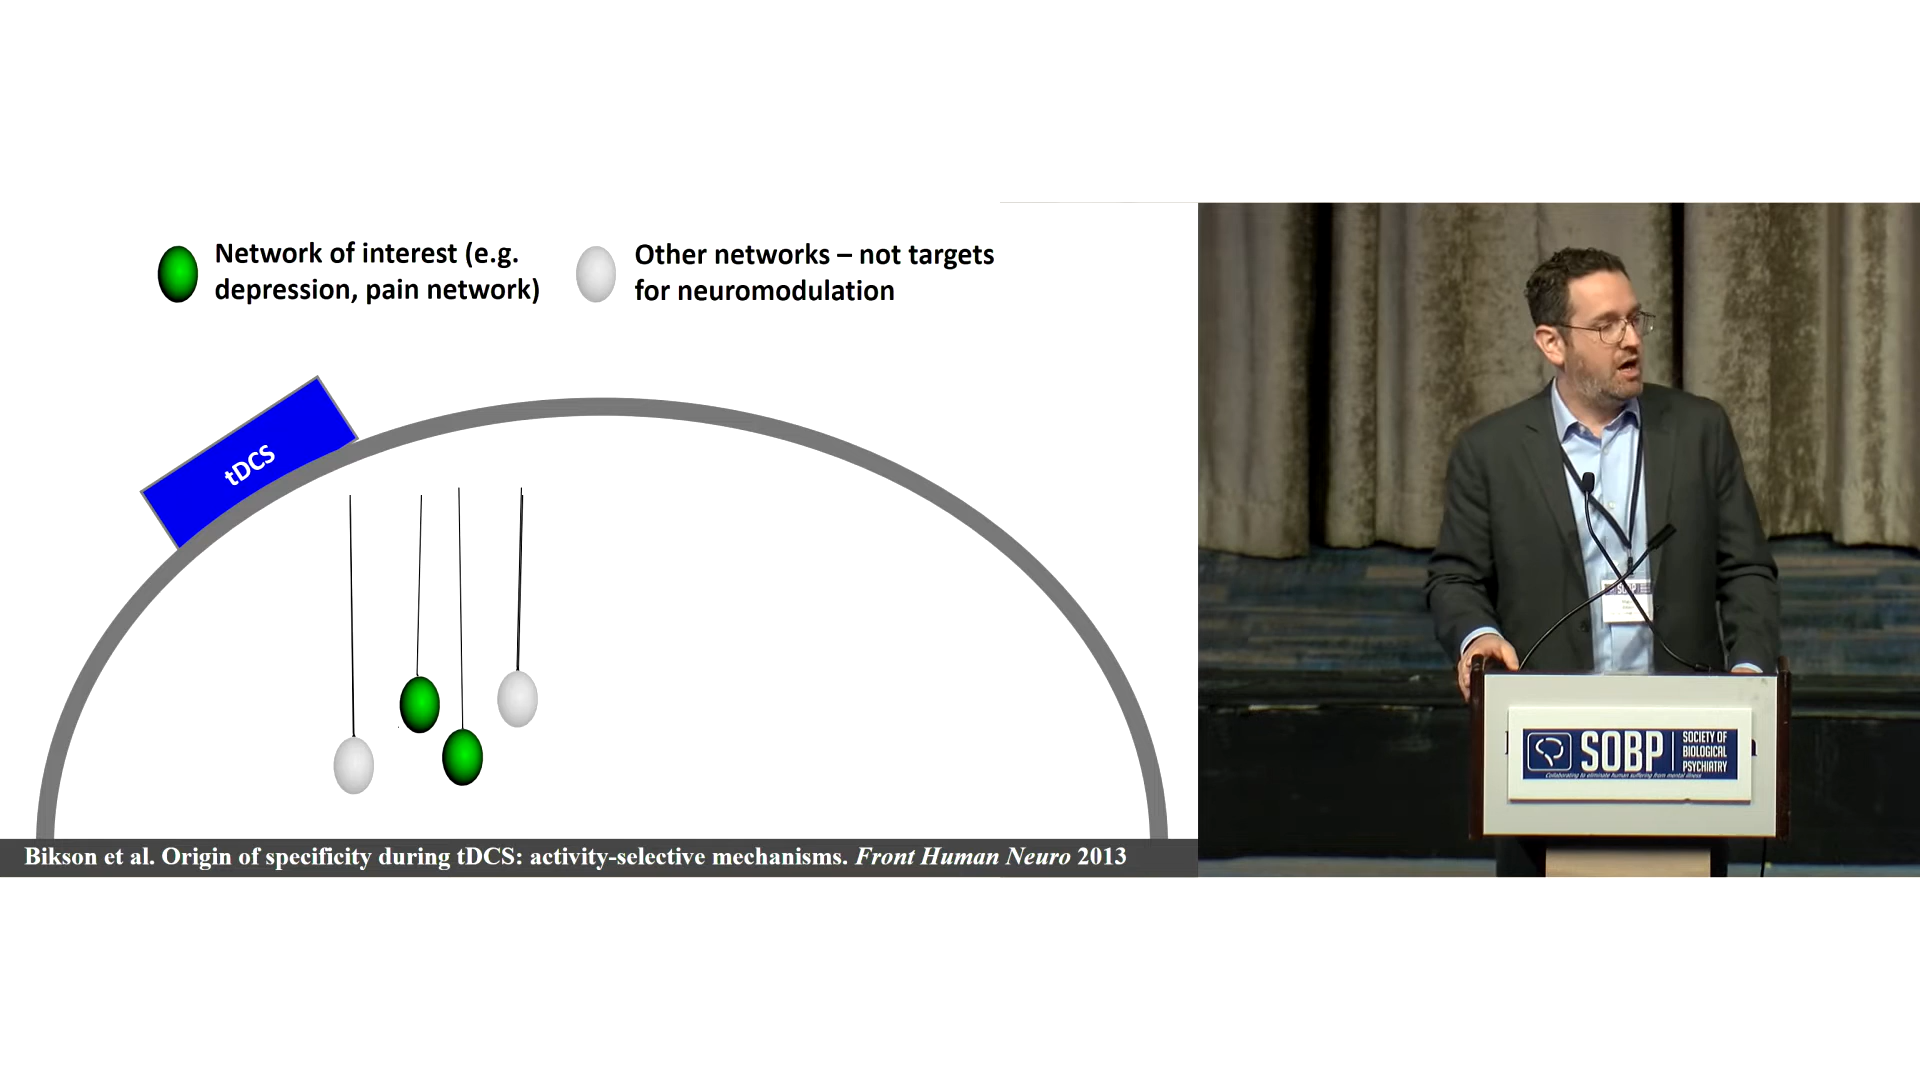 Network of interest (e.g.
depression, pain network)
Other networks – not targets
for neuromodulation
tDCS
Bikson et al. Origin of specificity during tDCS: activity-selective mechanisms. Front Human Neuro 2013
SOBP
SOBP
SOCIETY OF
BIOLOGICAL
PSYCHIATRY
Collaborating to eliminate human suffering from mental illness